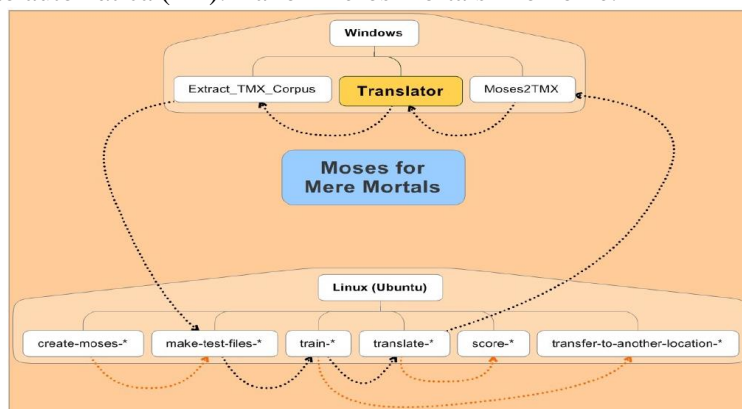 Windows
Extract_TMX_Corpus
Translator
Moses2TMX
Moses for
Mere Mortals
Linux (Ubuntu)
create-moses-*
make-test-files-*
train-*
translate-*
score-*
transfer-to-another-location-*